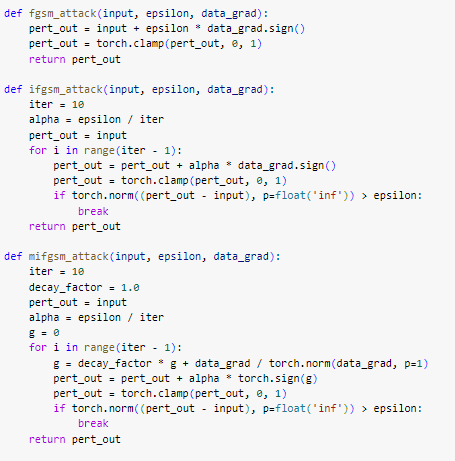 def fgsm_attack(input, epsilon, data_grad):
    pert_out = input + epsilon * data_grad.sign()
    pert_out = torch.clamp(pert_out, 0, 1)
    return pert_out

def ifgsm_attack(input, epsilon, data_grad):
    iter = 10
    alpha = epsilon / iter
    pert_out = input
    for i in range(iter - 1):
        pert_out = pert_out + alpha * data_grad.sign()
        pert_out = torch.clamp(pert_out, 0, 1)
        if torch.norm((pert_out - input), p=float('inf')) > epsilon:
            break
    return pert_out

def mifgsm_attack(input, epsilon, data_grad):
    iter = 10
    decay_factor = 1.0
    pert_out = input
    alpha = epsilon / iter
    g = 0
    for i in range(iter - 1):
        g = decay_factor * g + data_grad / torch.norm(data_grad, p=1)
        pert_out = pert_out + alpha * torch.sign(g)
        pert_out = torch.clamp(pert_out, 0, 1)
        if torch.norm((pert_out - input), p=float('inf')) > epsilon:
            break
    return pert_out